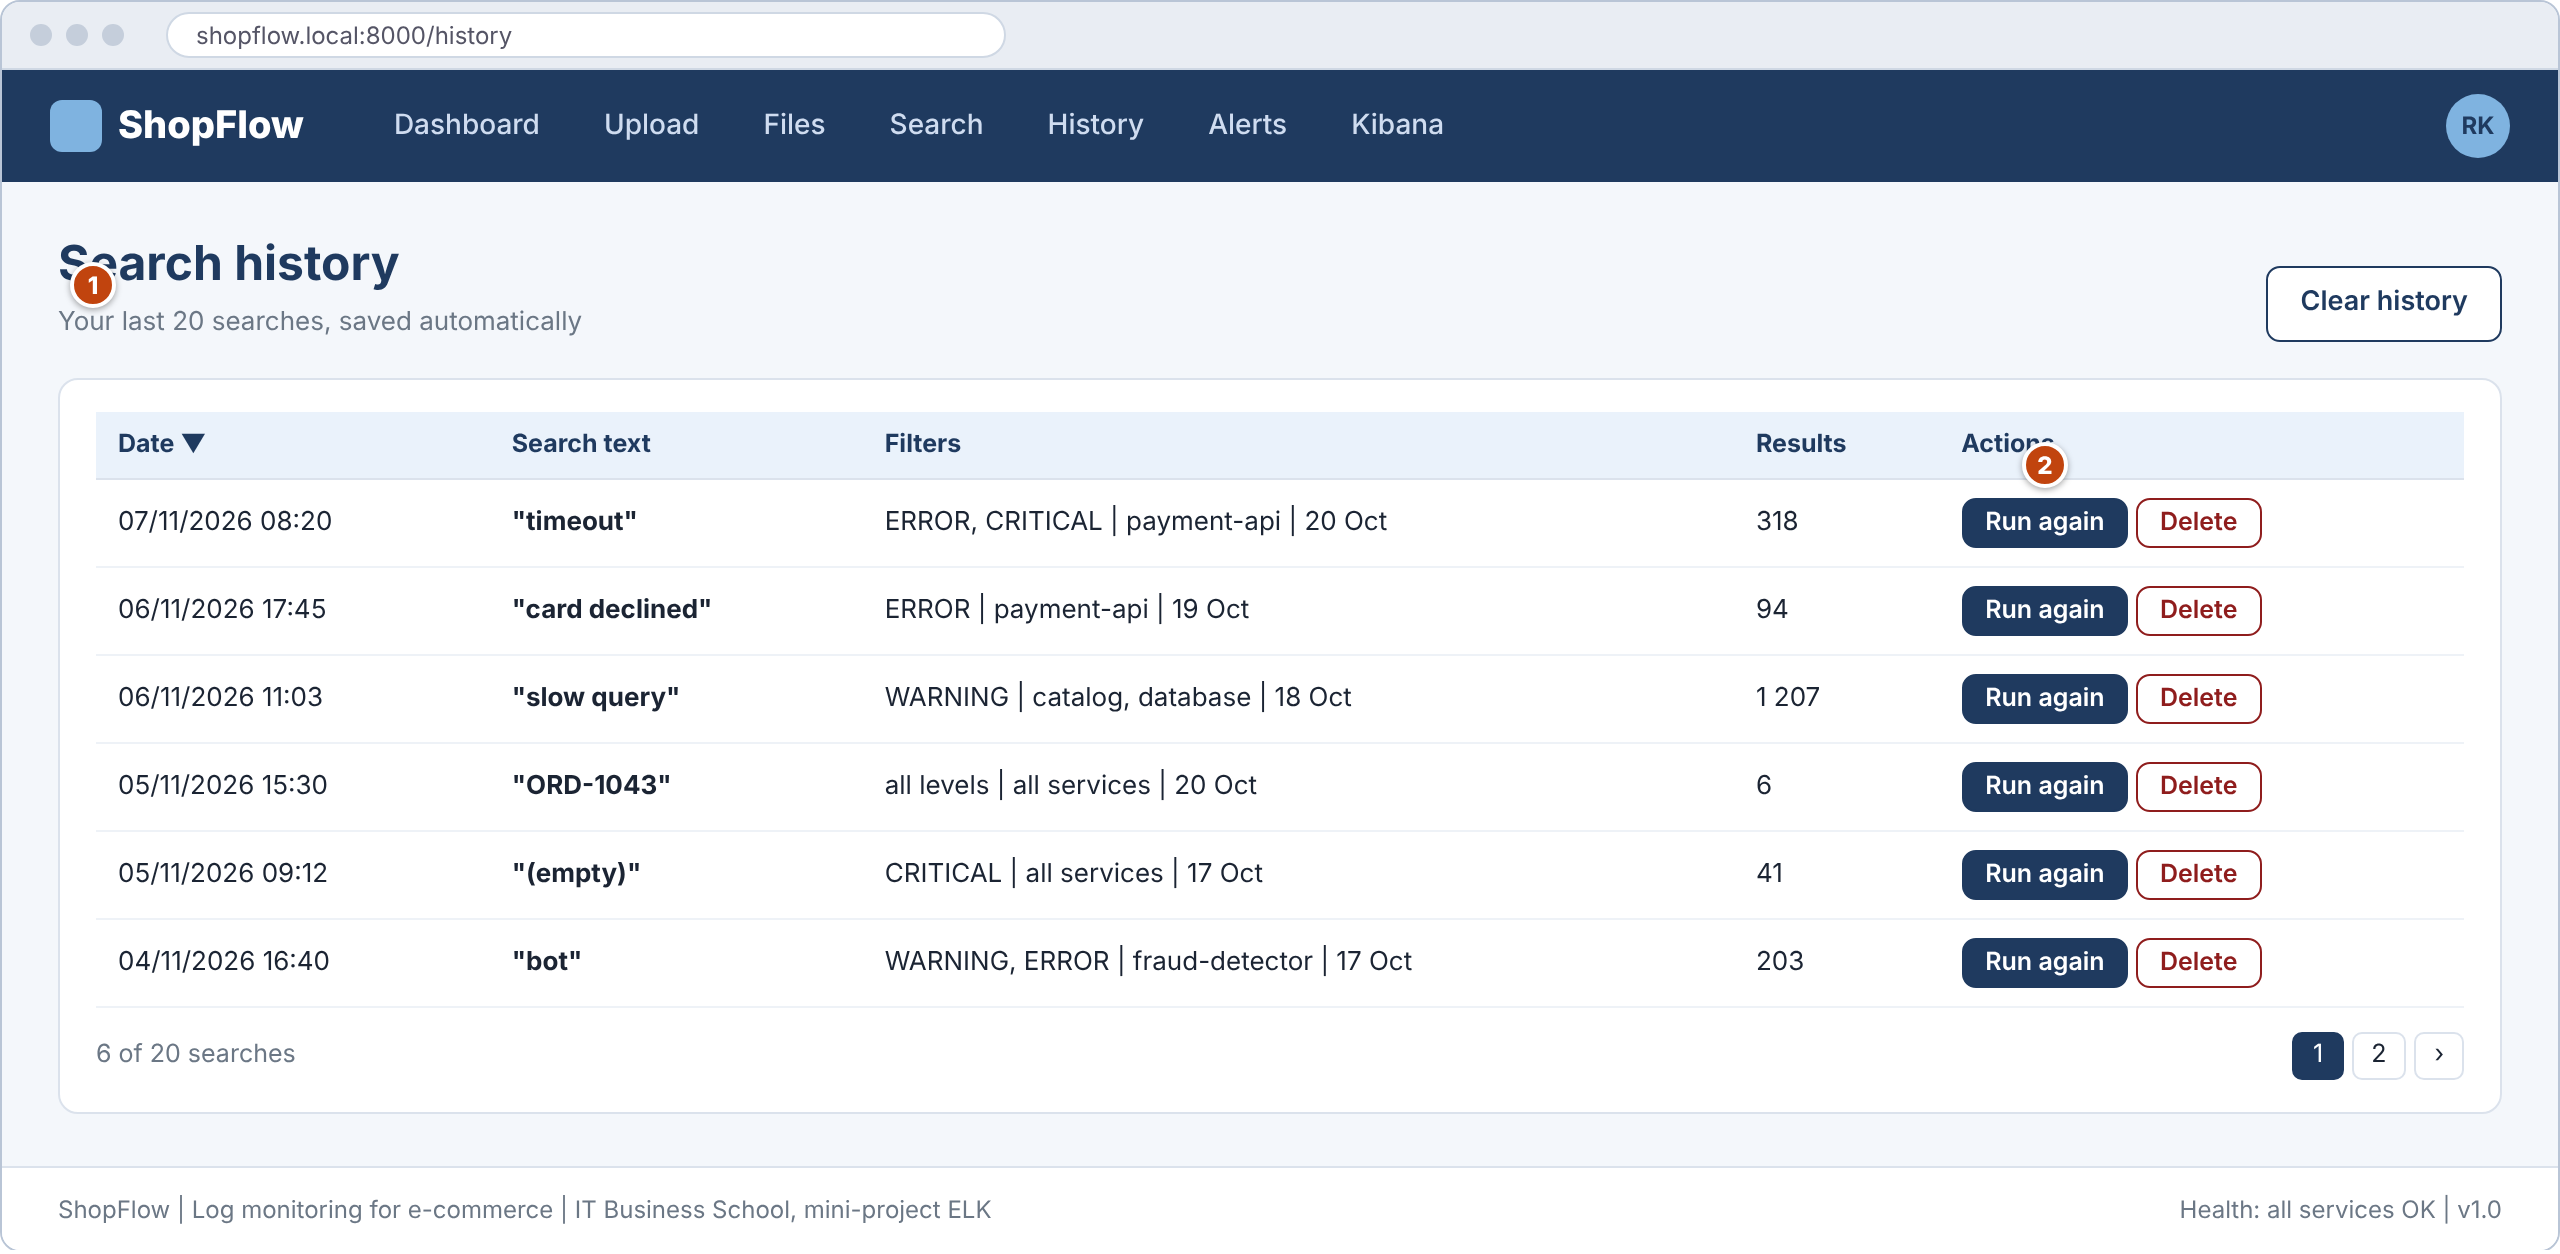 shopflow.local:8000/history
ShopFlow Dashboard Upload Files Search History Alerts Kibana RK
Search history
1
Your last 20 searches, saved automatically
Clear history
Date ▼ Search text Filters Results Actions
2
07/11/2026 08:20 "timeout" ERROR, CRITICAL | payment-api | 20 Oct 318 Run again Delete
06/11/2026 17:45 "card declined" ERROR | payment-api | 19 Oct 94 Run again Delete
06/11/2026 11:03 "slow query" WARNING | catalog, database | 18 Oct 1 207 Run again Delete
05/11/2026 15:30 "ORD-1043" all levels | all services | 20 Oct 6 Run again Delete
05/11/2026 09:12 "(empty)" CRITICAL | all services | 17 Oct 41 Run again Delete
04/11/2026 16:40 "bot" WARNING, ERROR | fraud-detector | 17 Oct 203 Run again Delete
6 of 20 searches 1 2 ›
ShopFlow | Log monitoring for e-commerce | IT Business School, mini-project ELK Health: all services OK | v1.0